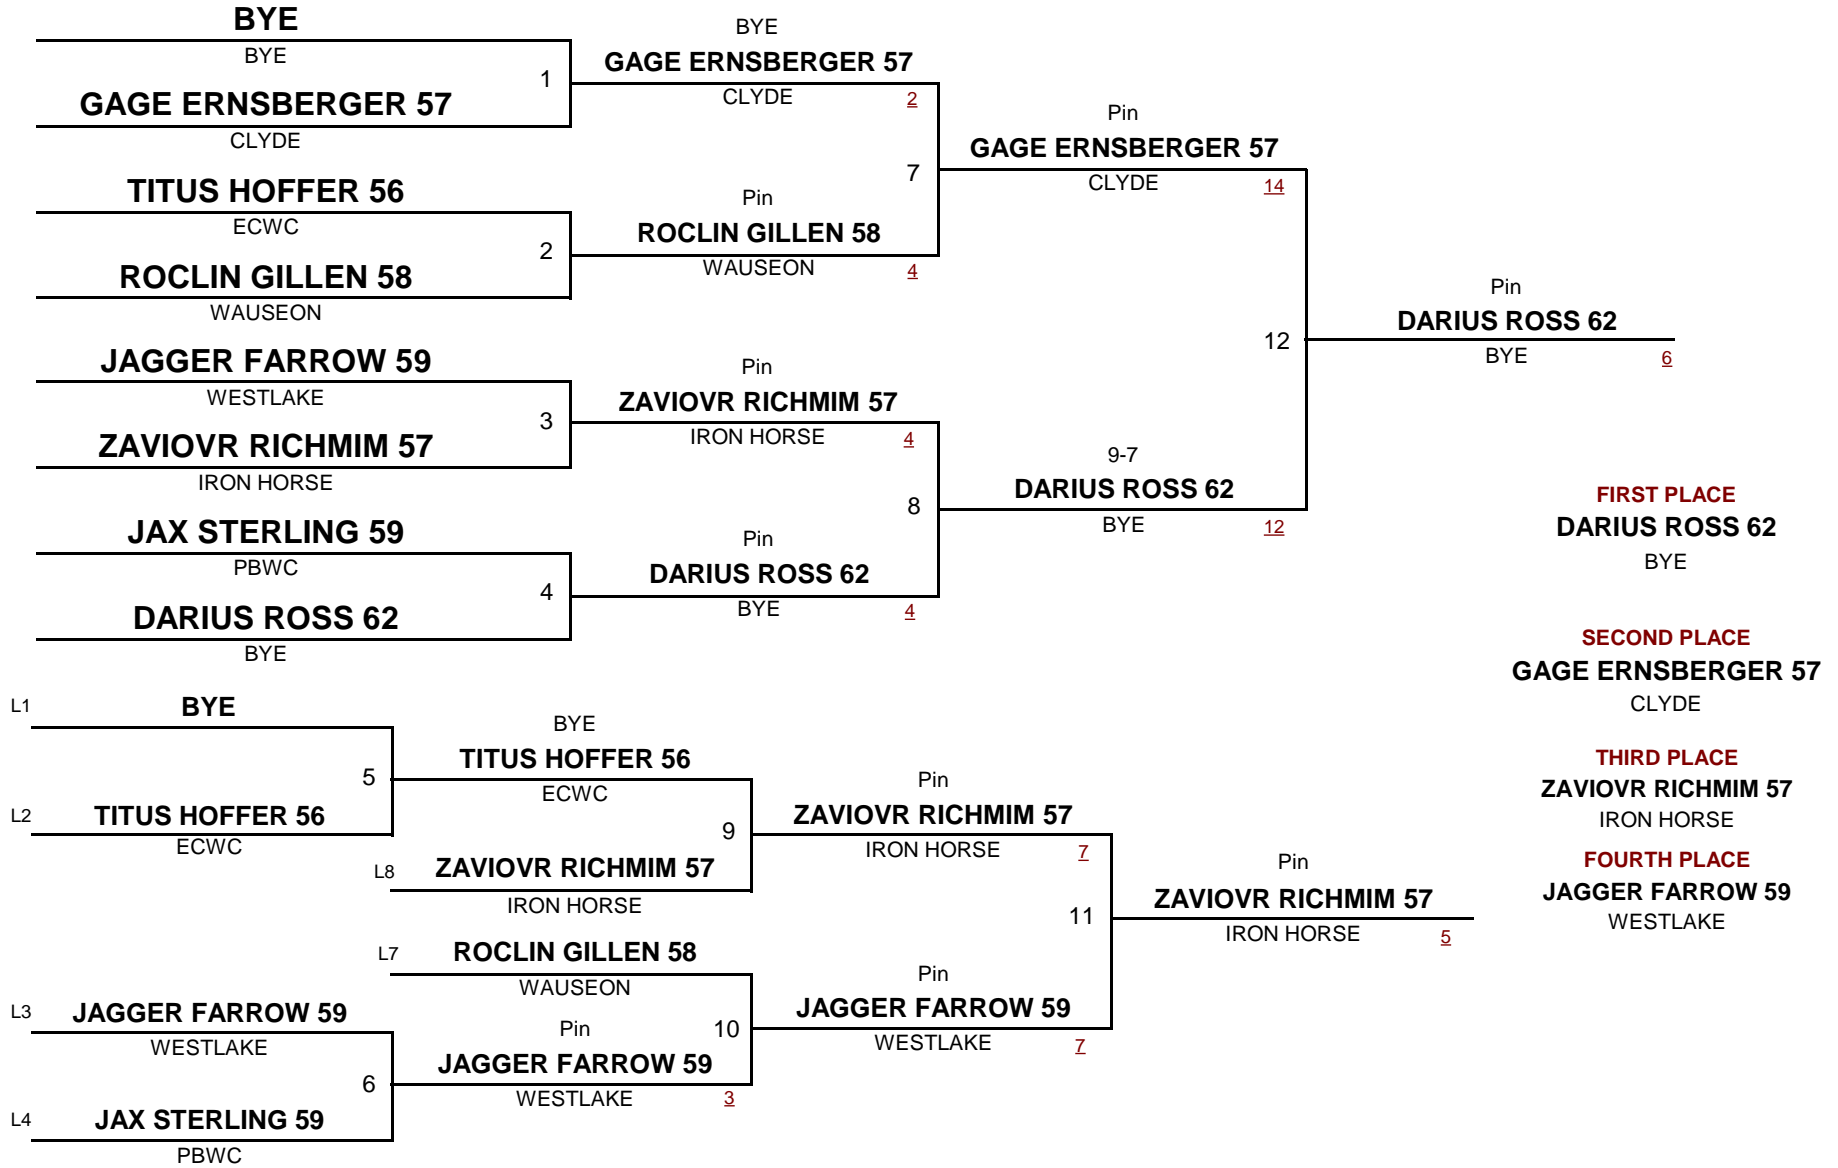 BYE
BYE
1
GAGE ERNSBERGER 57
CLYDE
TITUS HOFFER 56
ECWC
2
ROCLIN GILLEN 58
WAUSEON
JAGGER FARROW 59
WESTLAKE
3
ZAVIOVR RICHMIM 57
IRON HORSE
JAX STERLING 59
PBWC
4
DARIUS ROSS 62
BYE
BYE
GAGE ERNSBERGER 57
CLYDE 2
7
Pin
ROCLIN GILLEN 58
WAUSEON 4
Pin
ZAVIOVR RICHMIM 57
IRON HORSE 4
8
Pin
DARIUS ROSS 62
BYE 4
Pin
GAGE ERNSBERGER 57
CLYDE 14
12
9-7
DARIUS ROSS 62
BYE 12
Pin
DARIUS ROSS 62
BYE 6
FIRST PLACE
DARIUS ROSS 62
BYE
SECOND PLACE
GAGE ERNSBERGER 57
CLYDE
THIRD PLACE
ZAVIOVR RICHMIM 57
IRON HORSE
FOURTH PLACE
JAGGER FARROW 59
WESTLAKE
L1 BYE
5
L2 TITUS HOFFER 56
ECWC
BYE
TITUS HOFFER 56
ECWC
9
L8 ZAVIOVR RICHMIM 57
IRON HORSE
L7 ROCLIN GILLEN 58
WAUSEON
10
L3 JAGGER FARROW 59
WESTLAKE
6
L4 JAX STERLING 59
PBWC
Pin
JAGGER FARROW 59
WESTLAKE 3
Pin
ZAVIOVR RICHMIM 57
IRON HORSE 7
11
Pin
JAGGER FARROW 59
WESTLAKE 7
Pin
ZAVIOVR RICHMIM 57
IRON HORSE 5